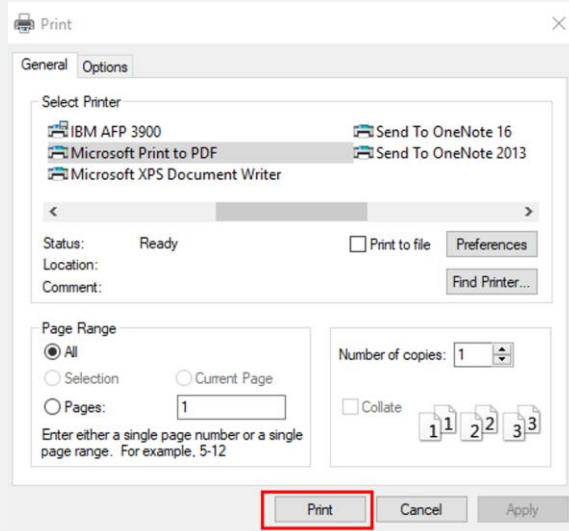 Print
General Options
Select Printer
IBM AFP 3900
Microsoft Print to PDF
Microsoft XPS Document Writer
Send To OneNote 16
Send To OneNote 2013
Status: Ready
Location:
Comment:
Print to file
Preferences
Find Printer...
Page Range
All
Selection
Current Page
Pages: 1
Enter either a single page number or a single
page range. For example, 5-12
Number of copies: 1
Collate
1 1 2 2 3 3
Print Cancel Apply